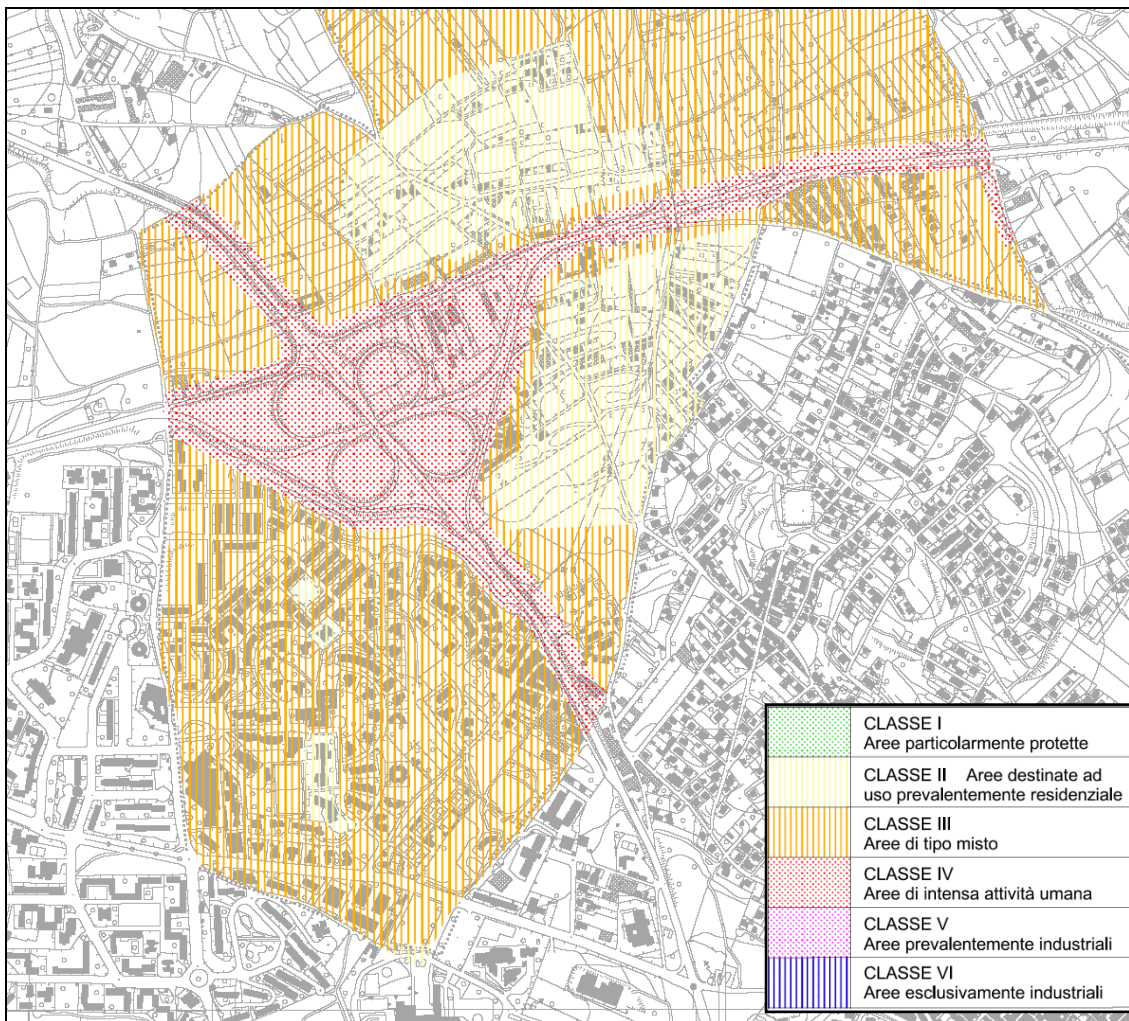 CLASSE I
Aree particolarmente protette
CLASSE II Aree destinate ad
uso prevalentemente residenziale
CLASSE III
Aree di tipo misto
CLASSE IV
Aree di intensa attività umana
CLASSE V
Aree prevalentemente industriali
CLASSE VI
Aree esclusivamente industriali